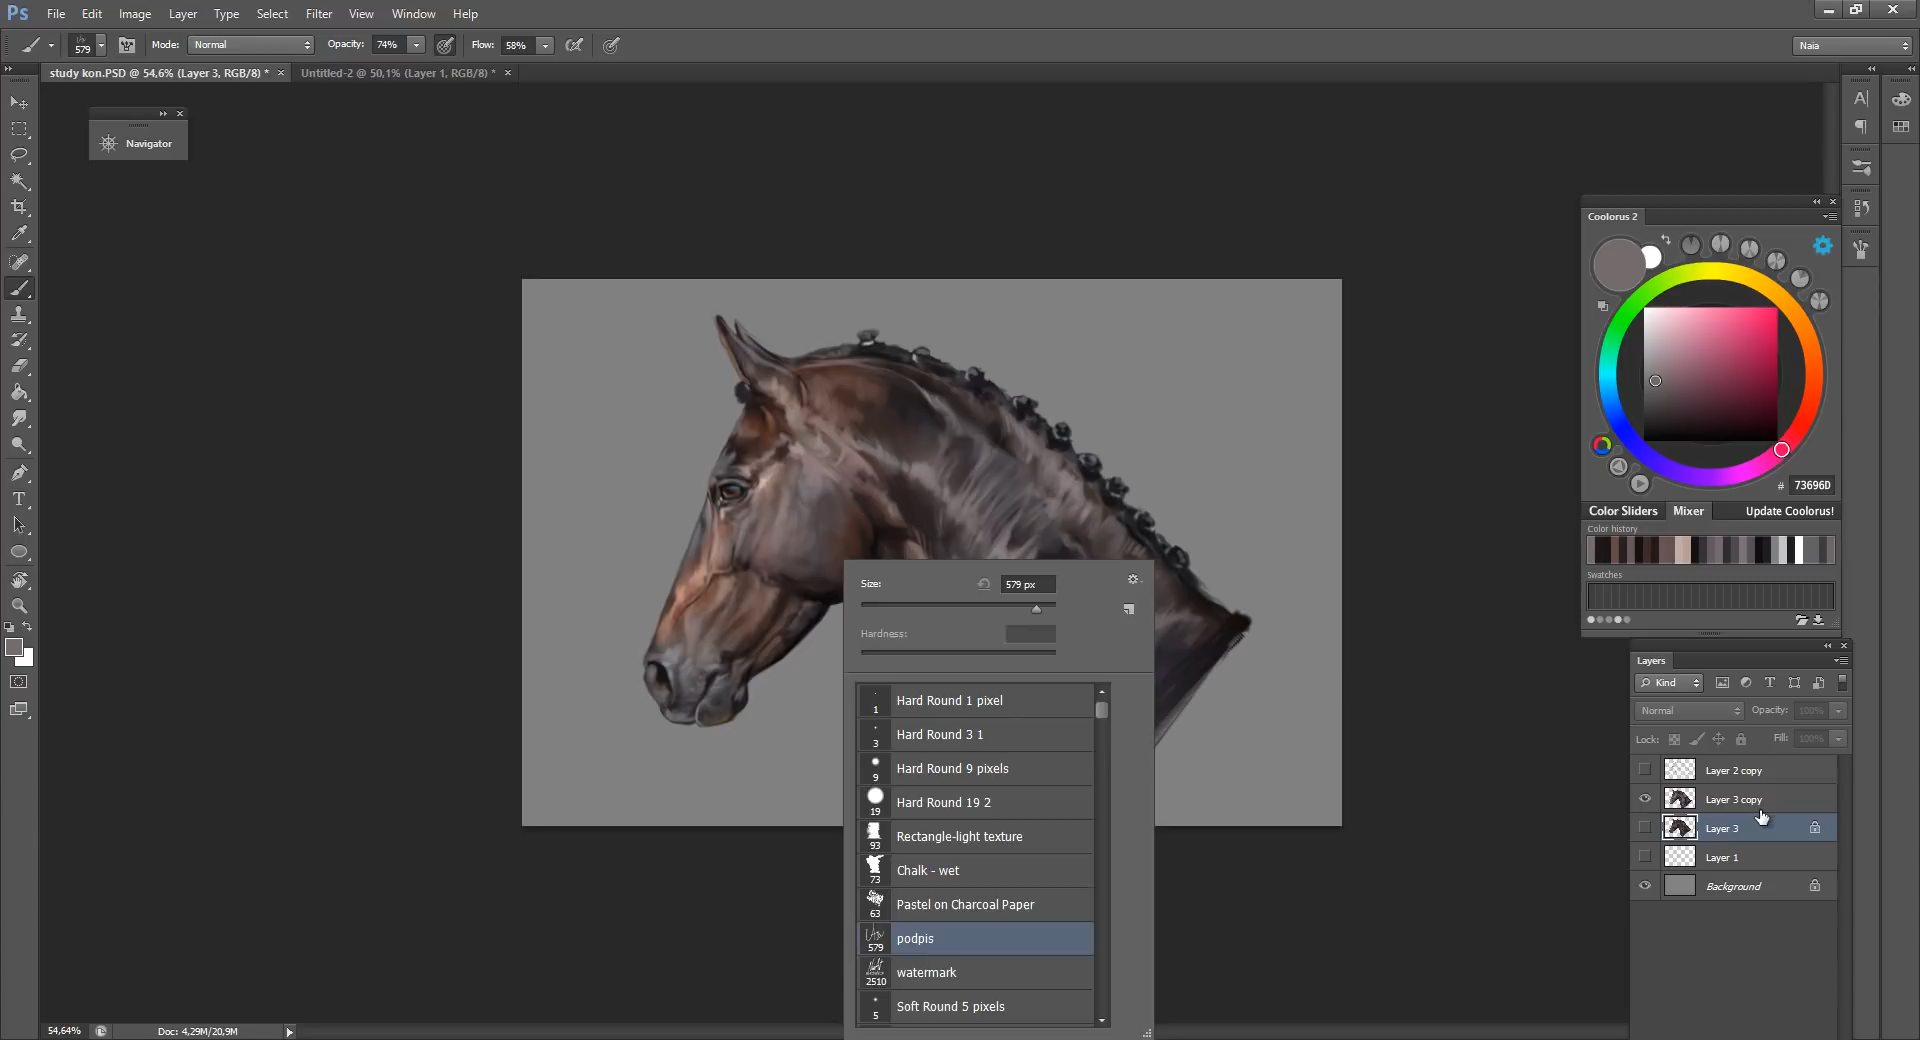 Ps File Edit Image Layer Type Select Filter Extract View Window Help
579 Mode: Normal Opacity: 74% Flow: 58% Naia
study kon.PSD @ 54,6% (Layer 3, RGB/8) * × Untitled-2 @ 50,1% (Layer 1, RGB/8) * ×
Navigator
Coolorus 2
# 73696D
Color Sliders Mixer Update Coolorus!
Color history
Swatches
Size: 579 px
Hardness:
1 Hard Round 1 pixel
3 Hard Round 3 1
9 Hard Round 9 pixels
19 Hard Round 19 2
93 Rectangle-light texture
73 Chalk - wet
63 Pastel on Charcoal Paper
579 podpis
2510 watermark
5 Soft Round 5 pixels
Layers
Kind
Normal Opacity: 100%
Lock: Fill: 100%
Layer 2 copy
Layer 3 copy
Layer 3
Layer 1
Background
54,64% Doc: 4,29M/20,9M